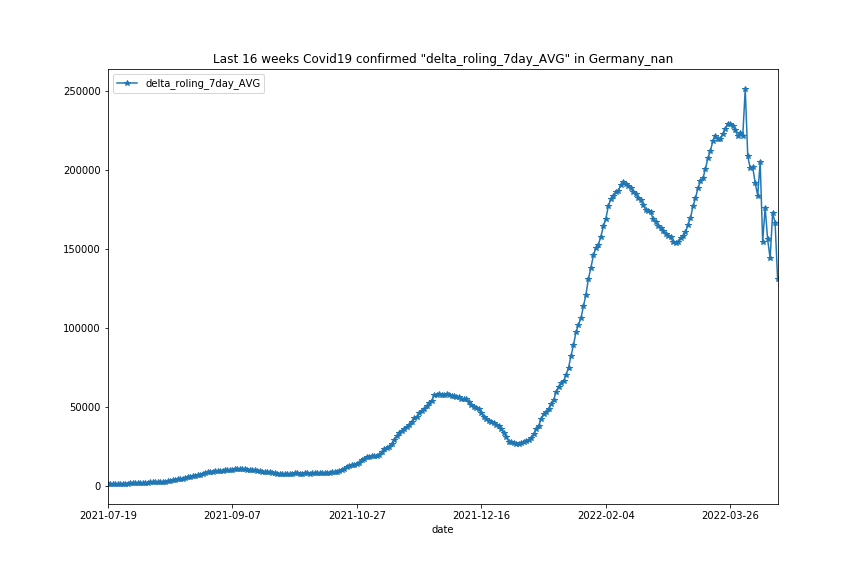 Last 16 weeks Covid19 confirmed "delta_roling_7day_AVG" in Germany_nan
delta_roling_7day_AVG
250000
200000
150000
100000
50000
0
2021-07-19 2021-09-07 2021-10-27 2021-12-16 2022-02-04 2022-03-26
date